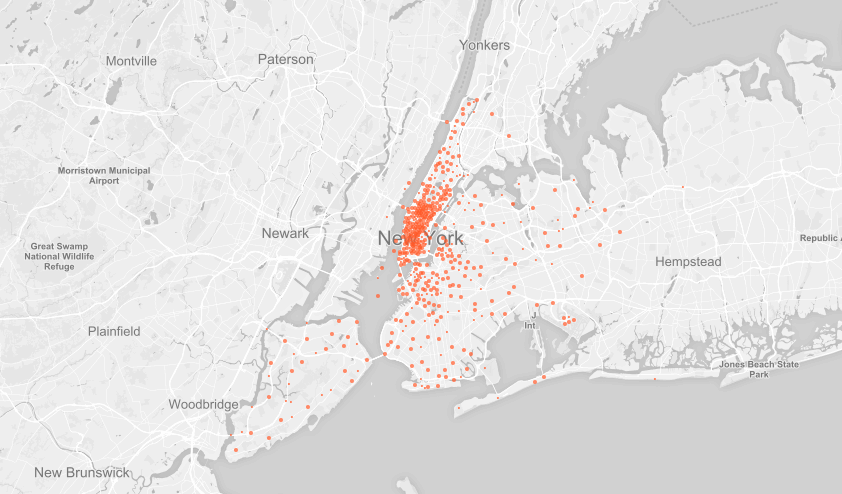 Yonkers
Paterson
Montville
Morristown Municipal
Airport
Newark
New York
Great Swamp
National Wildlife
Refuge
Republic A
Hempstead
J
Int
Plainfield
Jones Beach State
Park
Woodbridge
New Brunswick